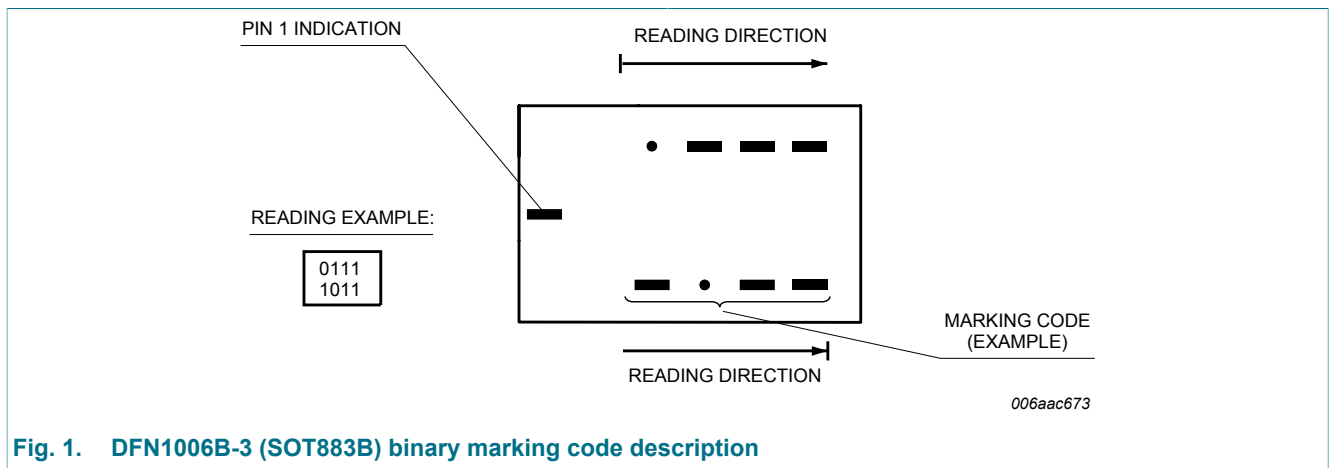 PIN 1 INDICATION
READING DIRECTION
READING EXAMPLE:
0111
1011
MARKING CODE
(EXAMPLE)
READING DIRECTION
006aac673
Fig. 1. DFN1006B-3 (SOT883B) binary marking code description